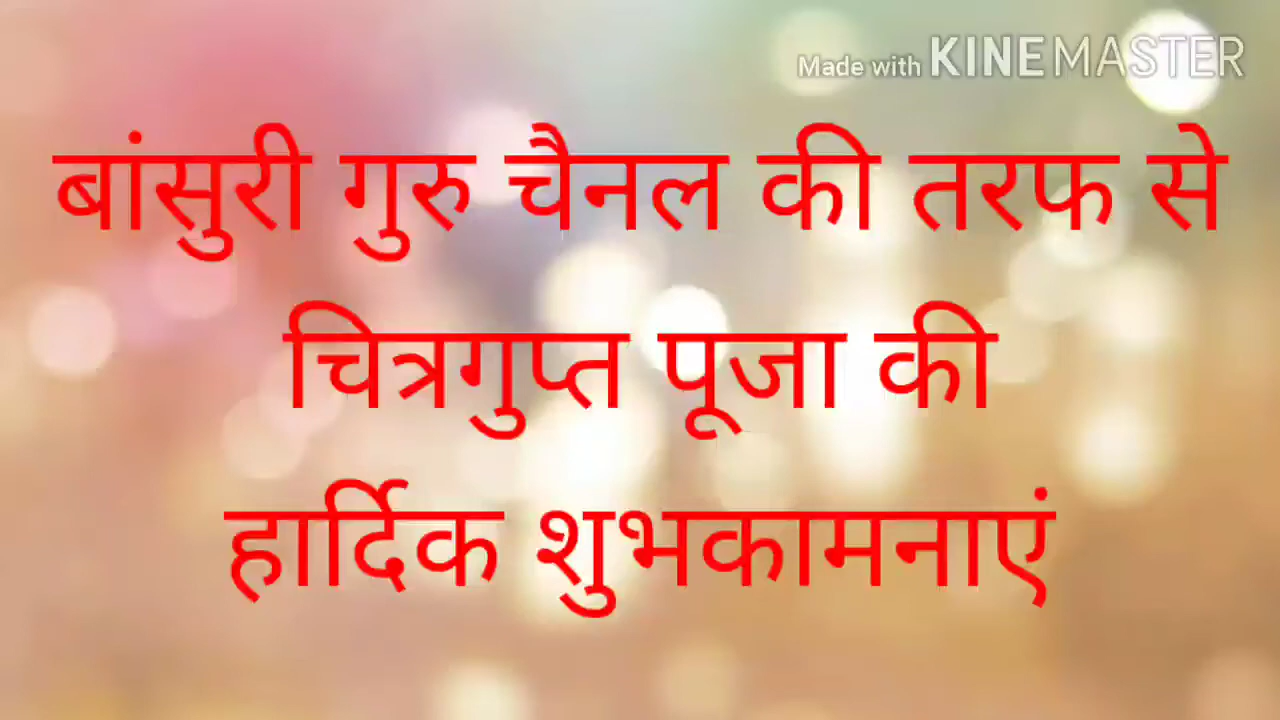 Made with KINEMASTER
बांसुरी गुरु चैनल की तरफ से
चित्रगुप्त पूजा की
हार्दिक शुभकामनाएं